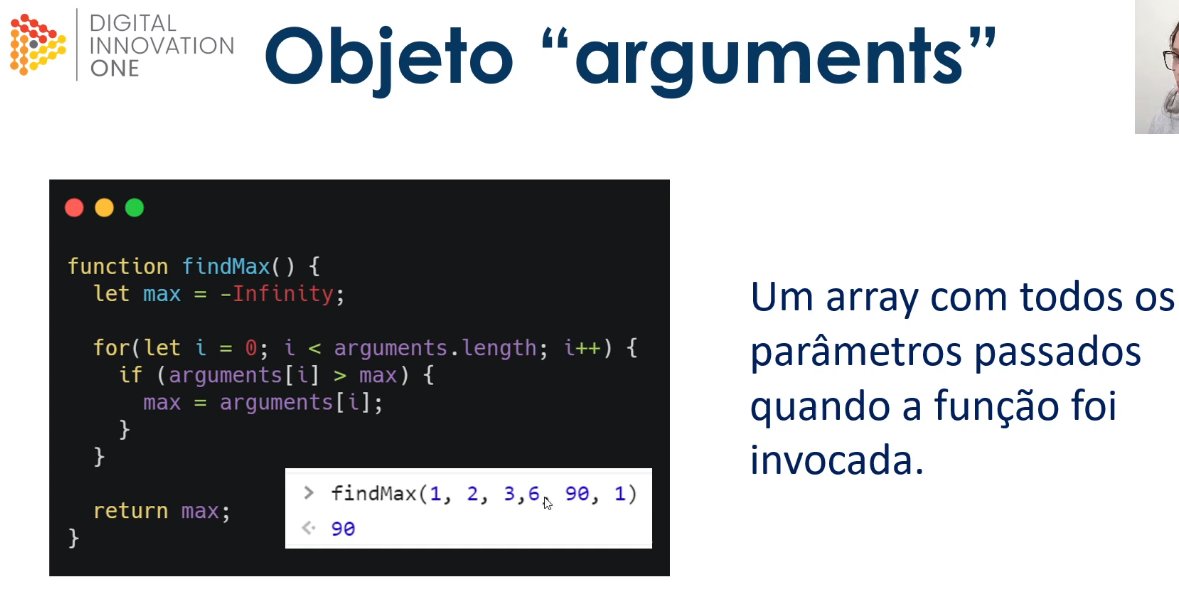 DIGITAL
INNOVATION
ONE
Objeto “arguments”
function findMax() {
  let max = -Infinity;

  for(let i = 0; i < arguments.length; i++) {
    if (arguments[i] > max) {
      max = arguments[i];
    }
  }

  return max;
}
> findMax(1, 2, 3,6, 90, 1)
<· 90
Um array com todos os
parâmetros passados
quando a função foi
invocada.